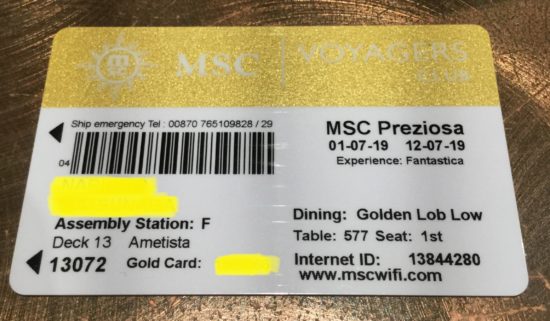 MSC VOYAGERS CLUB
Ship emergency Tel : 00870 765109828 / 29
04
Assembly Station: F
Deck 13 Ametista
13072 Gold Card:
MSC Preziosa
01-07-19 12-07-19
Experience: Fantastica
Dining: Golden Lob Low
Table: 577 Seat: 1st
Internet ID: 13844280
www.mscwifi.com